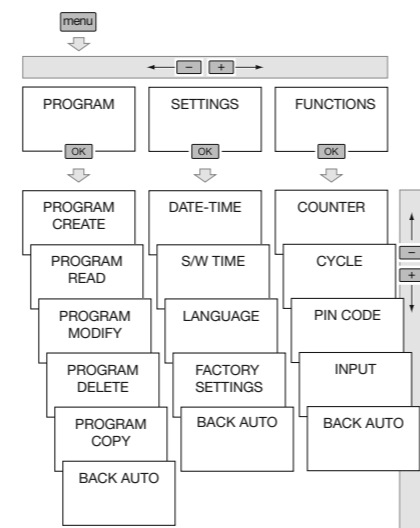 menu
− +
PROGRAM
SETTINGS
FUNCTIONS
OK
OK
OK
PROGRAM
CREATE
PROGRAM
READ
PROGRAM
MODIFY
PROGRAM
DELETE
PROGRAM
COPY
BACK AUTO
DATE-TIME
S/W TIME
LANGUAGE
FACTORY
SETTINGS
BACK AUTO
COUNTER
CYCLE
PIN CODE
INPUT
BACK AUTO
−
+